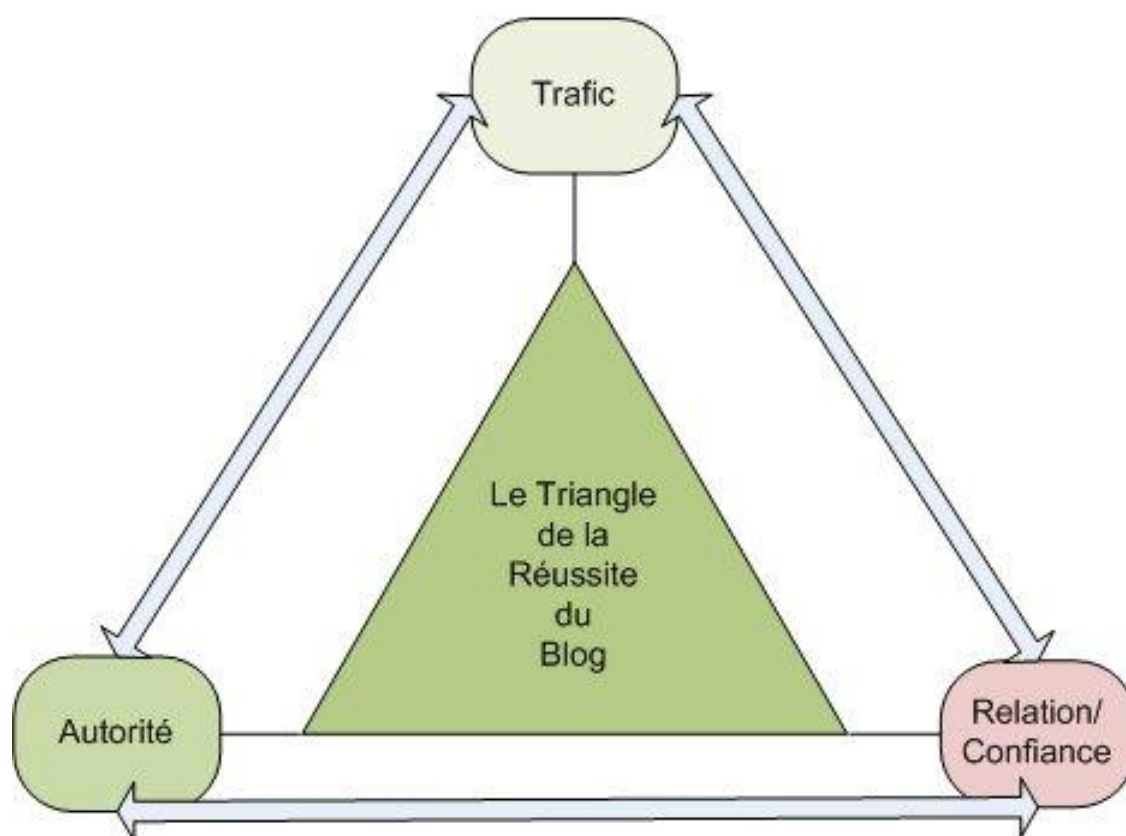 Trafic
Le Triangle
de la
Réussite
du
Blog
Autorité
Relation/
Confiance